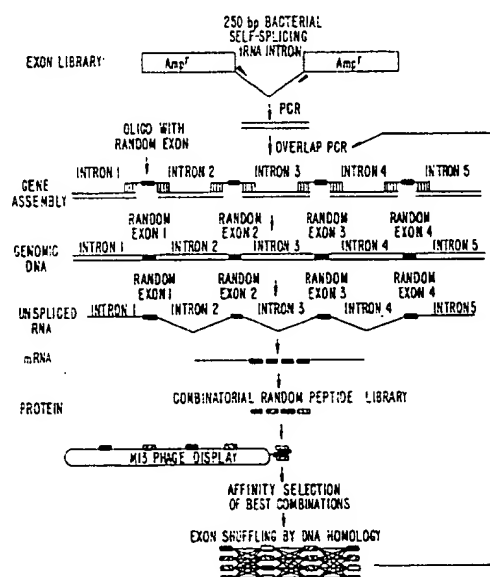 250 bp BACTERIAL
SELF-SPLICING
tRNA INTRON
EXON LIBRARY:
Ampʳ
Ampʳ
PCR
OLIGO WITH
RANDOM EXON
OVERLAP PCR
INTRON 1
INTRON 2
INTRON 3
INTRON 4
INTRON 5
GENE
ASSEMBLY
RANDOM
EXON 1
RANDOM
EXON 2
RANDOM
EXON 3
RANDOM
EXON 4
GENOMIC
DNA
INTRON 1
INTRON 2
INTRON 3
INTRON 4
INTRON 5
RANDOM
EXON 1
RANDOM
EXON 2
RANDOM
EXON 3
RANDOM
EXON 4
UNSPLICED
RNA
INTRON 1
INTRON 2
INTRON 3
INTRON 4
INTRON5
mRNA
PROTEIN
COMBINATORIAL RANDOM PEPTIDE LIBRARY
M13 PHAGE DISPLAY
AFFINITY SELECTION
OF BEST COMBINATIONS
EXON SHUFFLING BY DNA HOMOLOGY